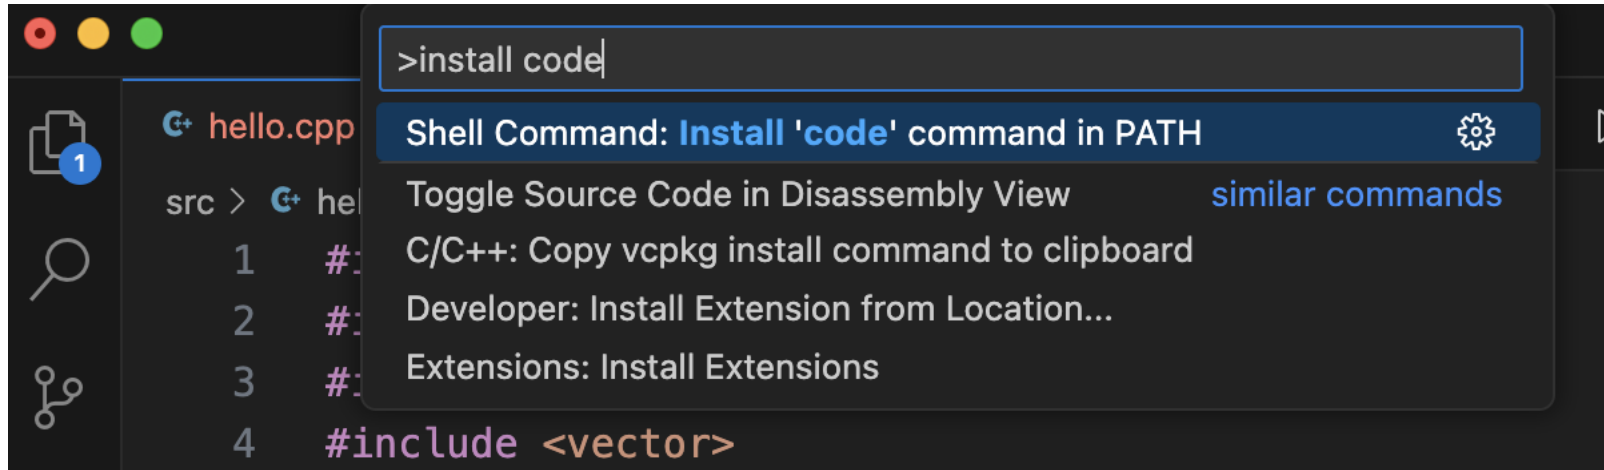 >install code
Shell Command: Install 'code' command in PATH
Toggle Source Code in Disassembly View similar commands
C/C++: Copy vcpkg install command to clipboard
Developer: Install Extension from Location...
Extensions: Install Extensions
1
hello.cpp
src > hel
1 #i
2 #i
3 #i
4 #include <vector>